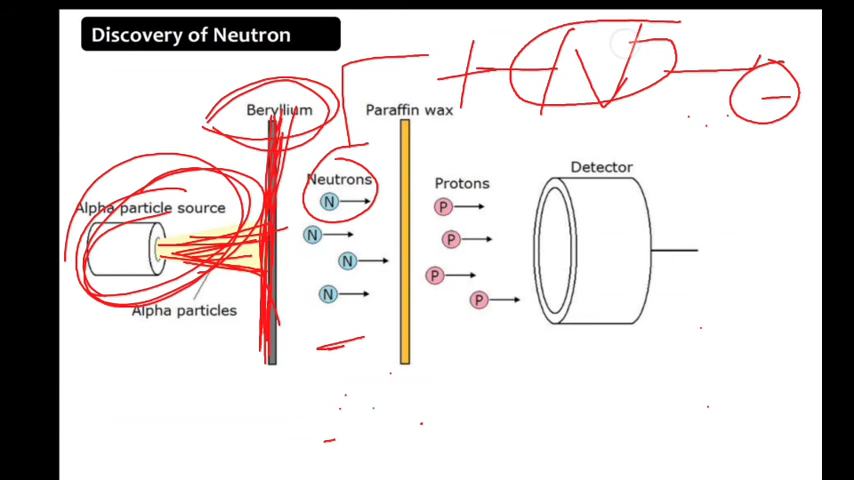 Discovery of Neutron
Beryllium
Paraffin wax
Neutrons
Protons
Detector
Alpha particle source
Alpha particles
N
N
N
N
P
P
P
P
+ N -